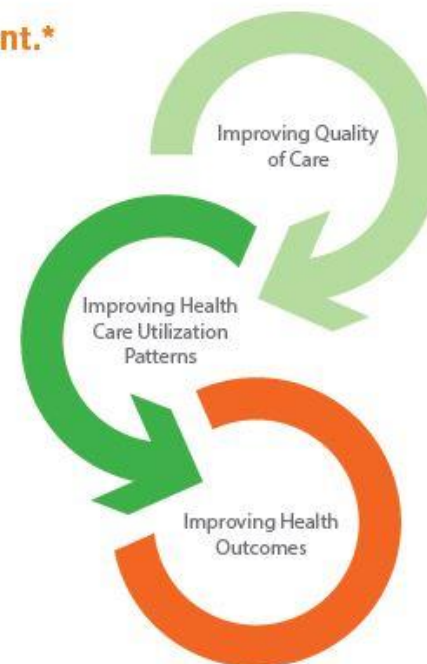 nt.*
Improving Quality
of Care
Improving Health
Care Utilization
Patterns
Improving Health
Outcomes